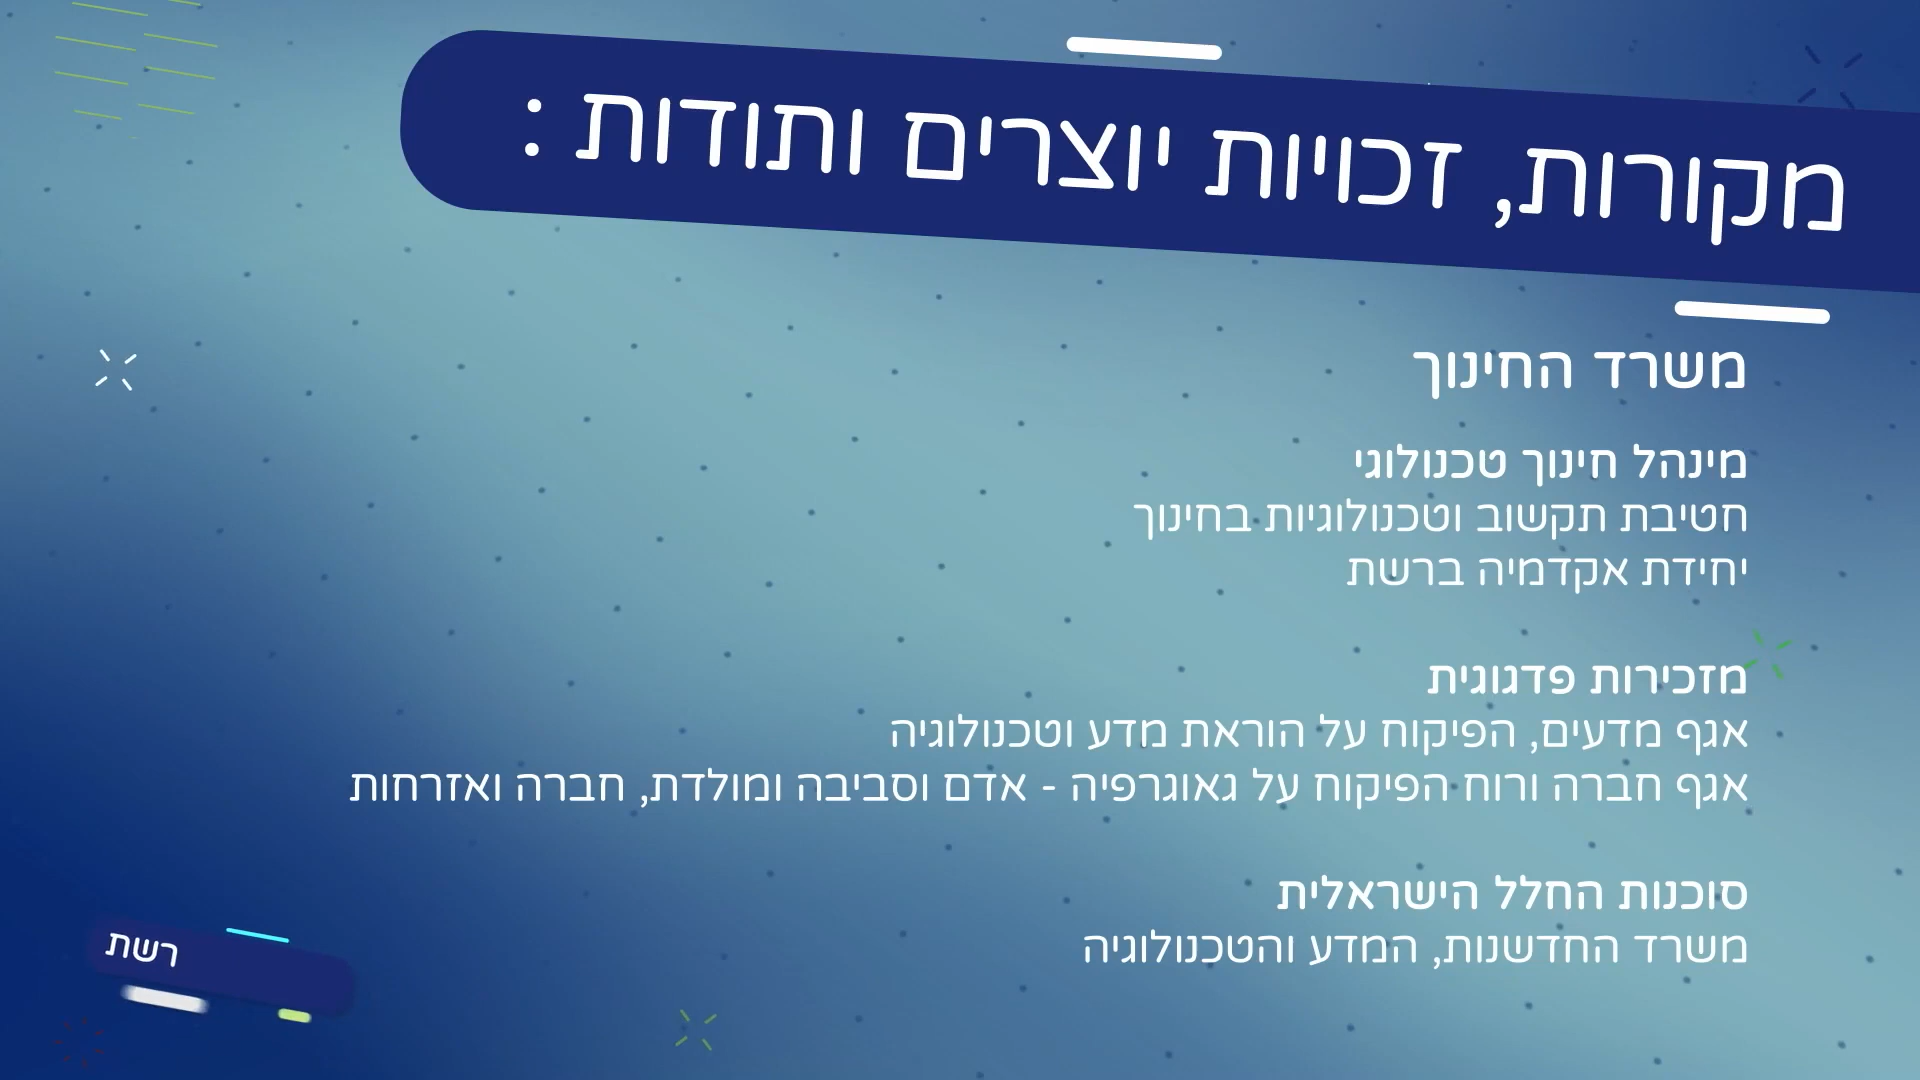 מקורות, זכויות יוצרים ותודות :
משרד החינוך
מינהל חינוך טכנולוגי
חטיבת תקשוב וטכנולוגיות בחינוך
יחידת אקדמיה ברשת
מזכירות פדגוגית
אגף מדעים, הפיקוח על הוראת מדע וטכנולוגיה
אגף חברה ורוח הפיקוח על גאוגרפיה - אדם וסביבה ומולדת, חברה ואזרחות
סוכנות החלל הישראלית
משרד החדשנות, המדע והטכנולוגיה
רשת